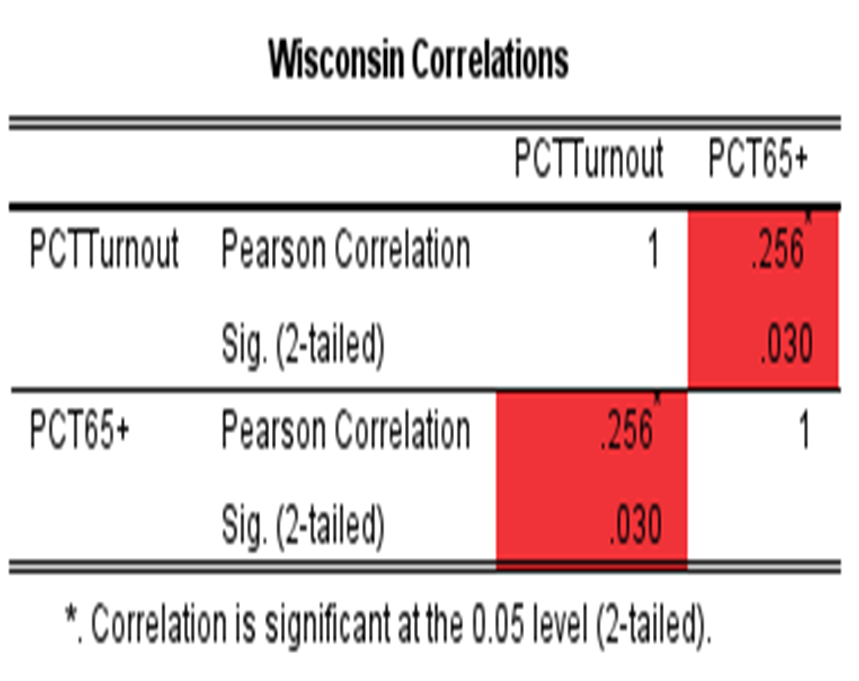 Wisconsin Correlations
PCTTurnout PCT65+
PCTTurnout Pearson Correlation 1 .256*
Sig. (2-tailed) .030
PCT65+ Pearson Correlation .256* 1
Sig. (2-tailed) .030
*. Correlation is significant at the 0.05 level (2-tailed).